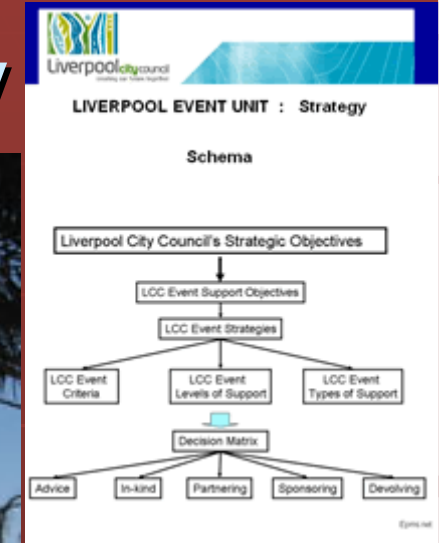 Liverpool city council
LIVERPOOL EVENT UNIT : Strategy
Schema
Liverpool City Council's Strategic Objectives
LCC Event Support Objectives
LCC Event Strategies
LCC Event
Criteria
LCC Event
Levels of Support
LCC Event
Types of Support
Decision Matrix
Advice
In-kind
Partnering
Sponsoring
Devolving